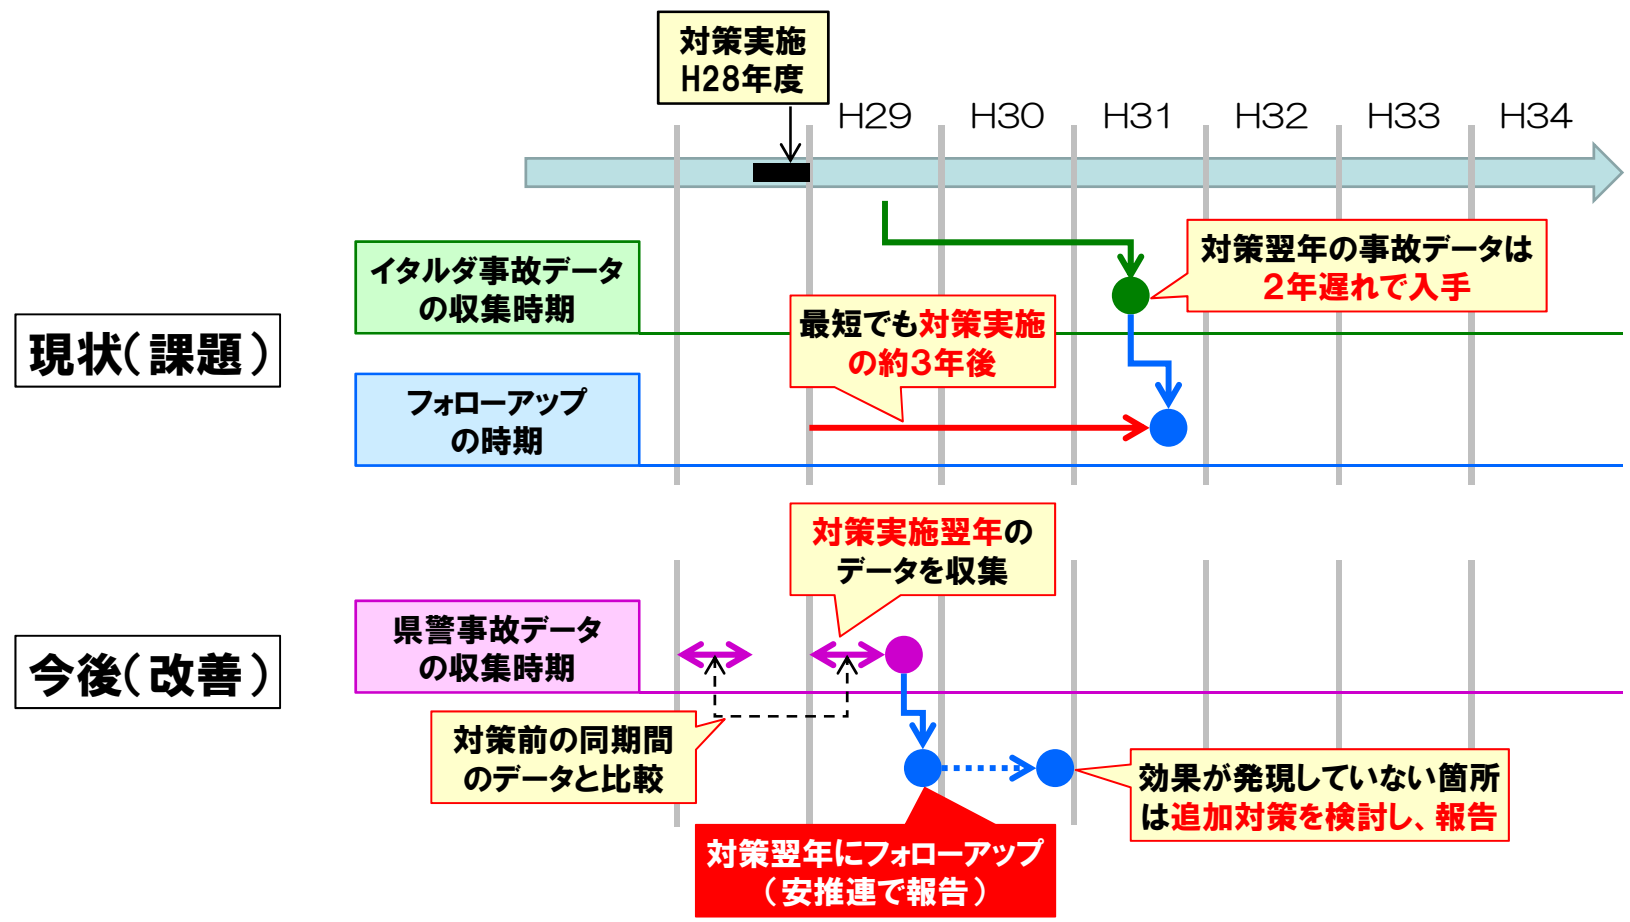 対策実施
H28年度
H29
H30
H31
H32
H33
H34
現状(課題)
イタルダ事故データ
の収集時期
対策翌年の事故データは
2年遅れで入手
最短でも対策実施
の約3年後
フォローアップ
の時期
今後(改善)
対策実施翌年の
データを収集
県警事故データ
の収集時期
対策前の同期間
のデータと比較
効果が発現していない箇所
は追加対策を検討し、報告
対策翌年にフォローアップ
(安推連で報告)